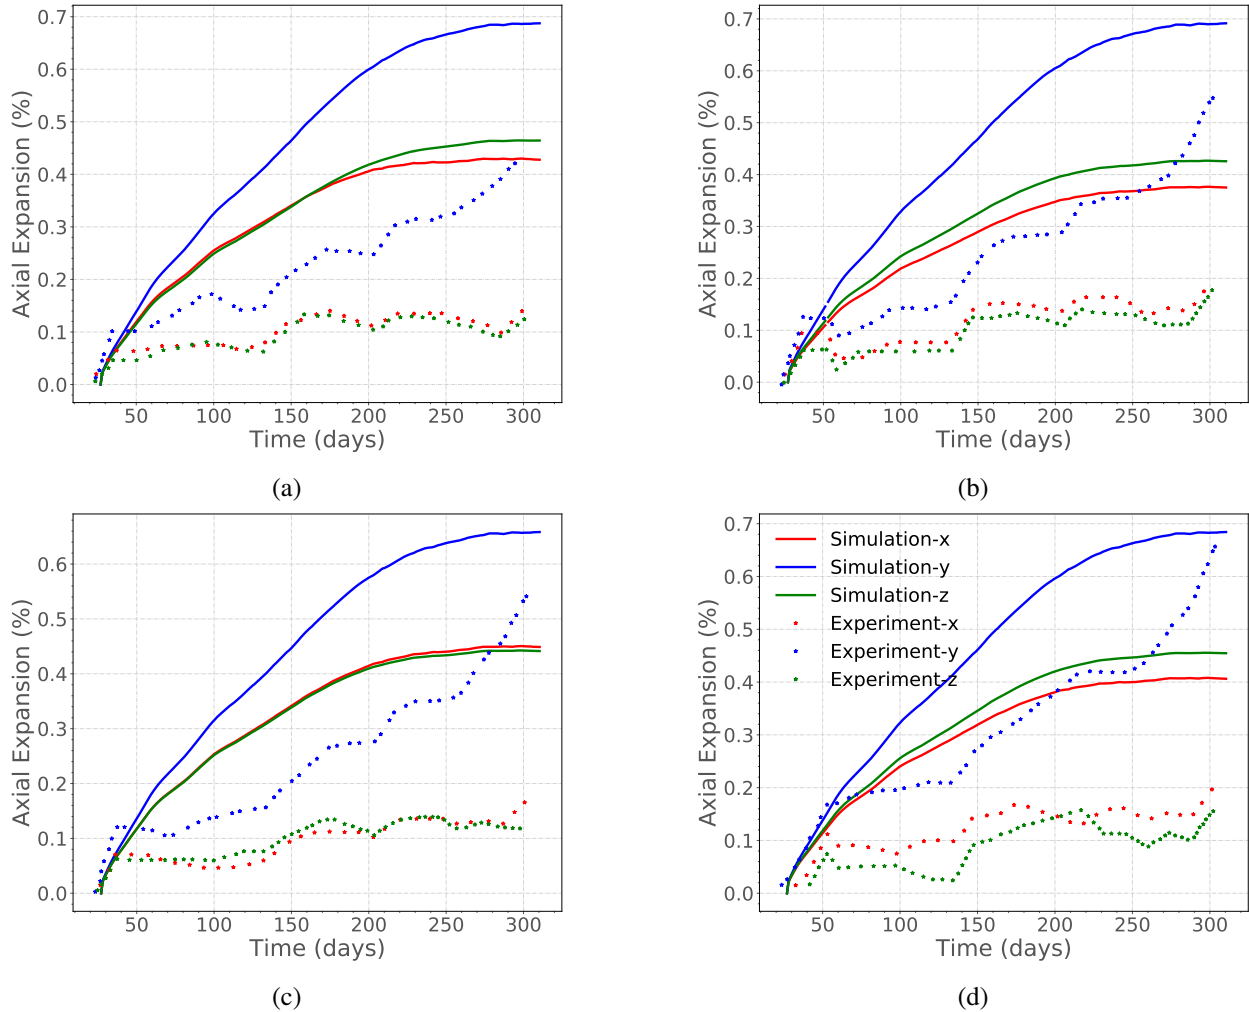 0.7
0.6
0.5
0.4
0.3
0.2
0.1
0.0
Axial Expansion (%)
50 100 150 200 250 300
Time (days)
(a)
0.7
0.6
0.5
0.4
0.3
0.2
0.1
0.0
Axial Expansion (%)
50 100 150 200 250 300
Time (days)
(b)
0.6
0.5
0.4
0.3
0.2
0.1
0.0
Axial Expansion (%)
50 100 150 200 250 300
Time (days)
(c)
0.7
0.6
0.5
0.4
0.3
0.2
0.1
0.0
Axial Expansion (%)
Simulation-x
Simulation-y
Simulation-z
Experiment-x
Experiment-y
Experiment-z
50 100 150 200 250 300
Time (days)
(d)